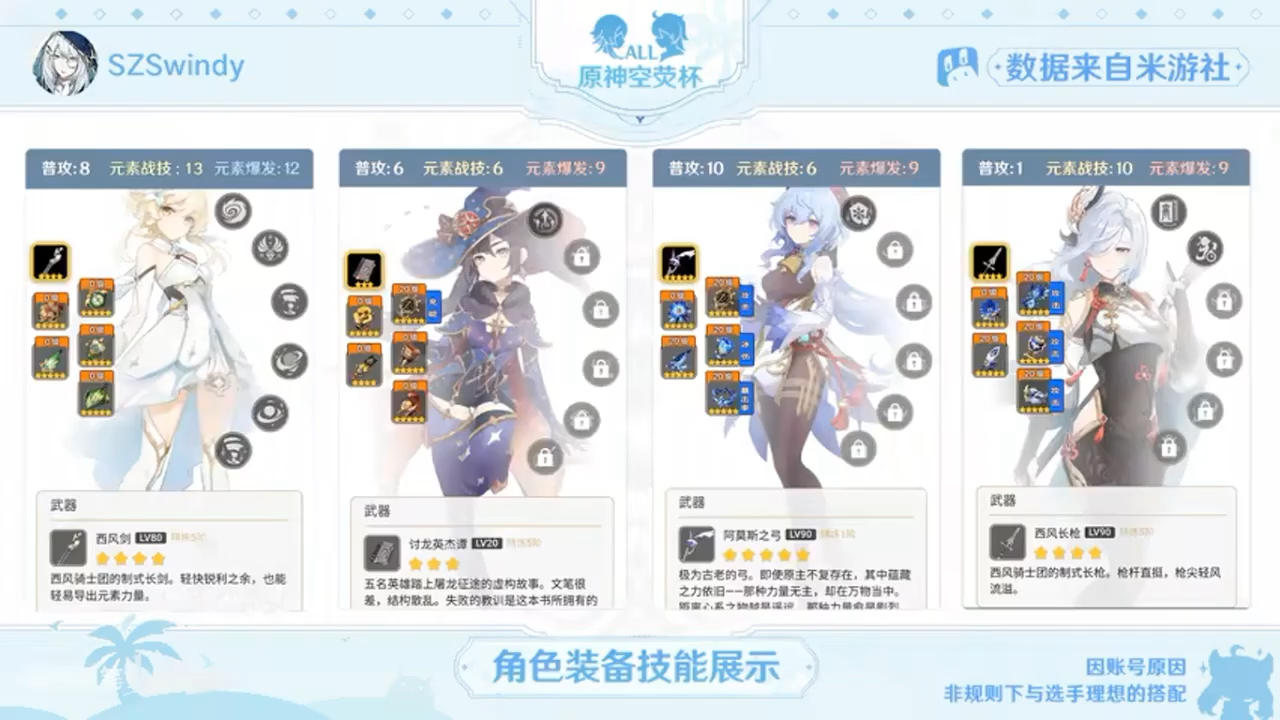 SZSwindy
ALL
原神空荧杯
数据来自米游社
普攻:8 元素战技:13 元素爆发:12
普攻:6 元素战技:6 元素爆发:9
普攻:10 元素战技:6 元素爆发:9
普攻:1 元素战技:10 元素爆发:9
武器
西风剑 LV80
西风骑士团的制式长剑。轻快锐利之余，也能
轻易导出元素力量。
武器
讨龙英杰谭 LV20
五名英雄踏上屠龙征途的虚构故事。文笔很
差，结构散乱。失败的教训是这本书所拥有的
武器
阿莫斯之弓 LV90
极为古老的弓。即使原主不复存在，其中蕴藏
之力依旧——那种力量无主，却在万物当中。
武器
西风长枪 LV90
西风骑士团的制式长枪。枪杆直挺，枪尖轻风
流溢。
角色装备技能展示
因账号原因
非规则下与选手理想的搭配